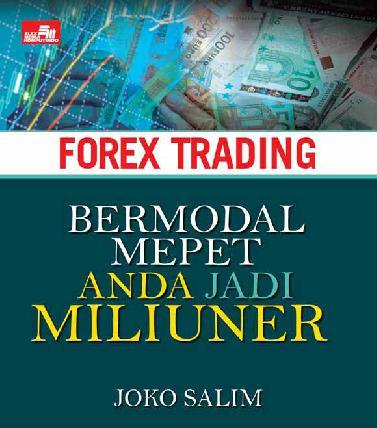 FOREX TRADING
BERMODAL
MEPET
ANDA JADI
MILIUNER
JOKO SALIM